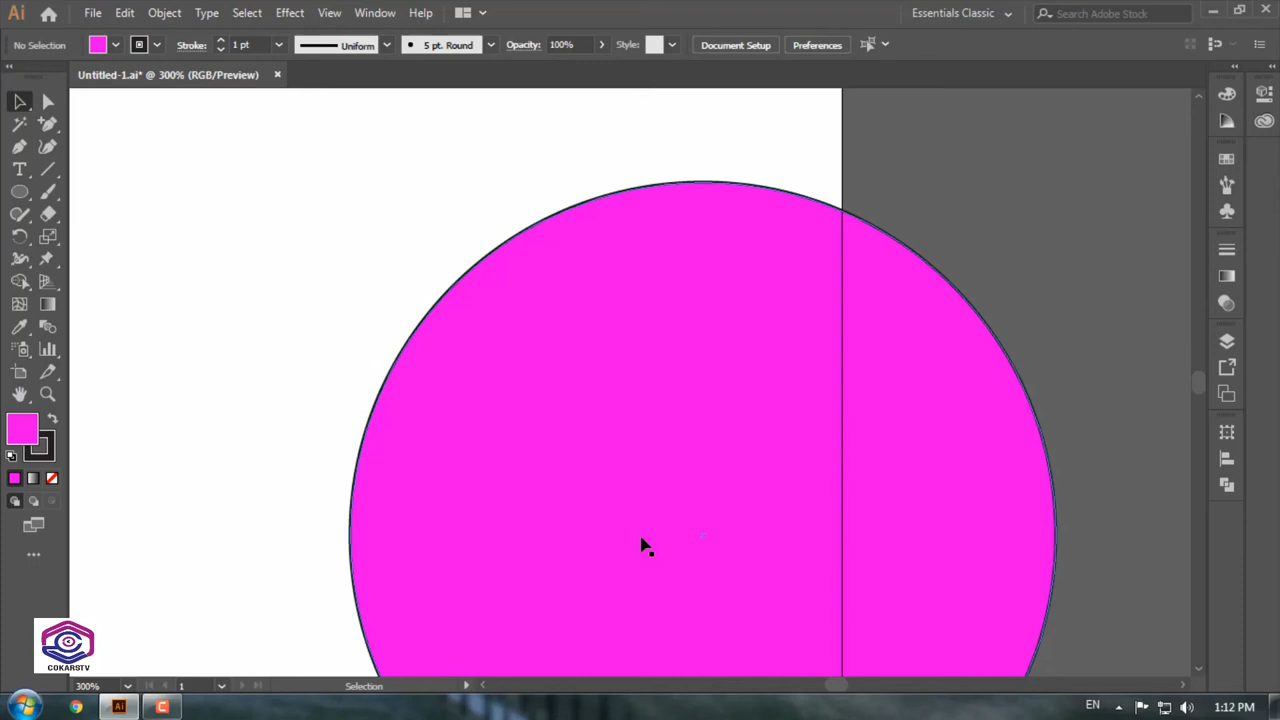 Ai File Edit Object Type Select Effect View Window Help Essentials Classic Search Adobe Stock
No Selection Stroke: 1 pt Uniform 5 pt. Round Opacity: 100% Style: Document Setup Preferences
Untitled-1.ai* @ 300% (RGB/Preview)
COKARSTV
300% 1 Selection
Ai C EN 1:12 PM